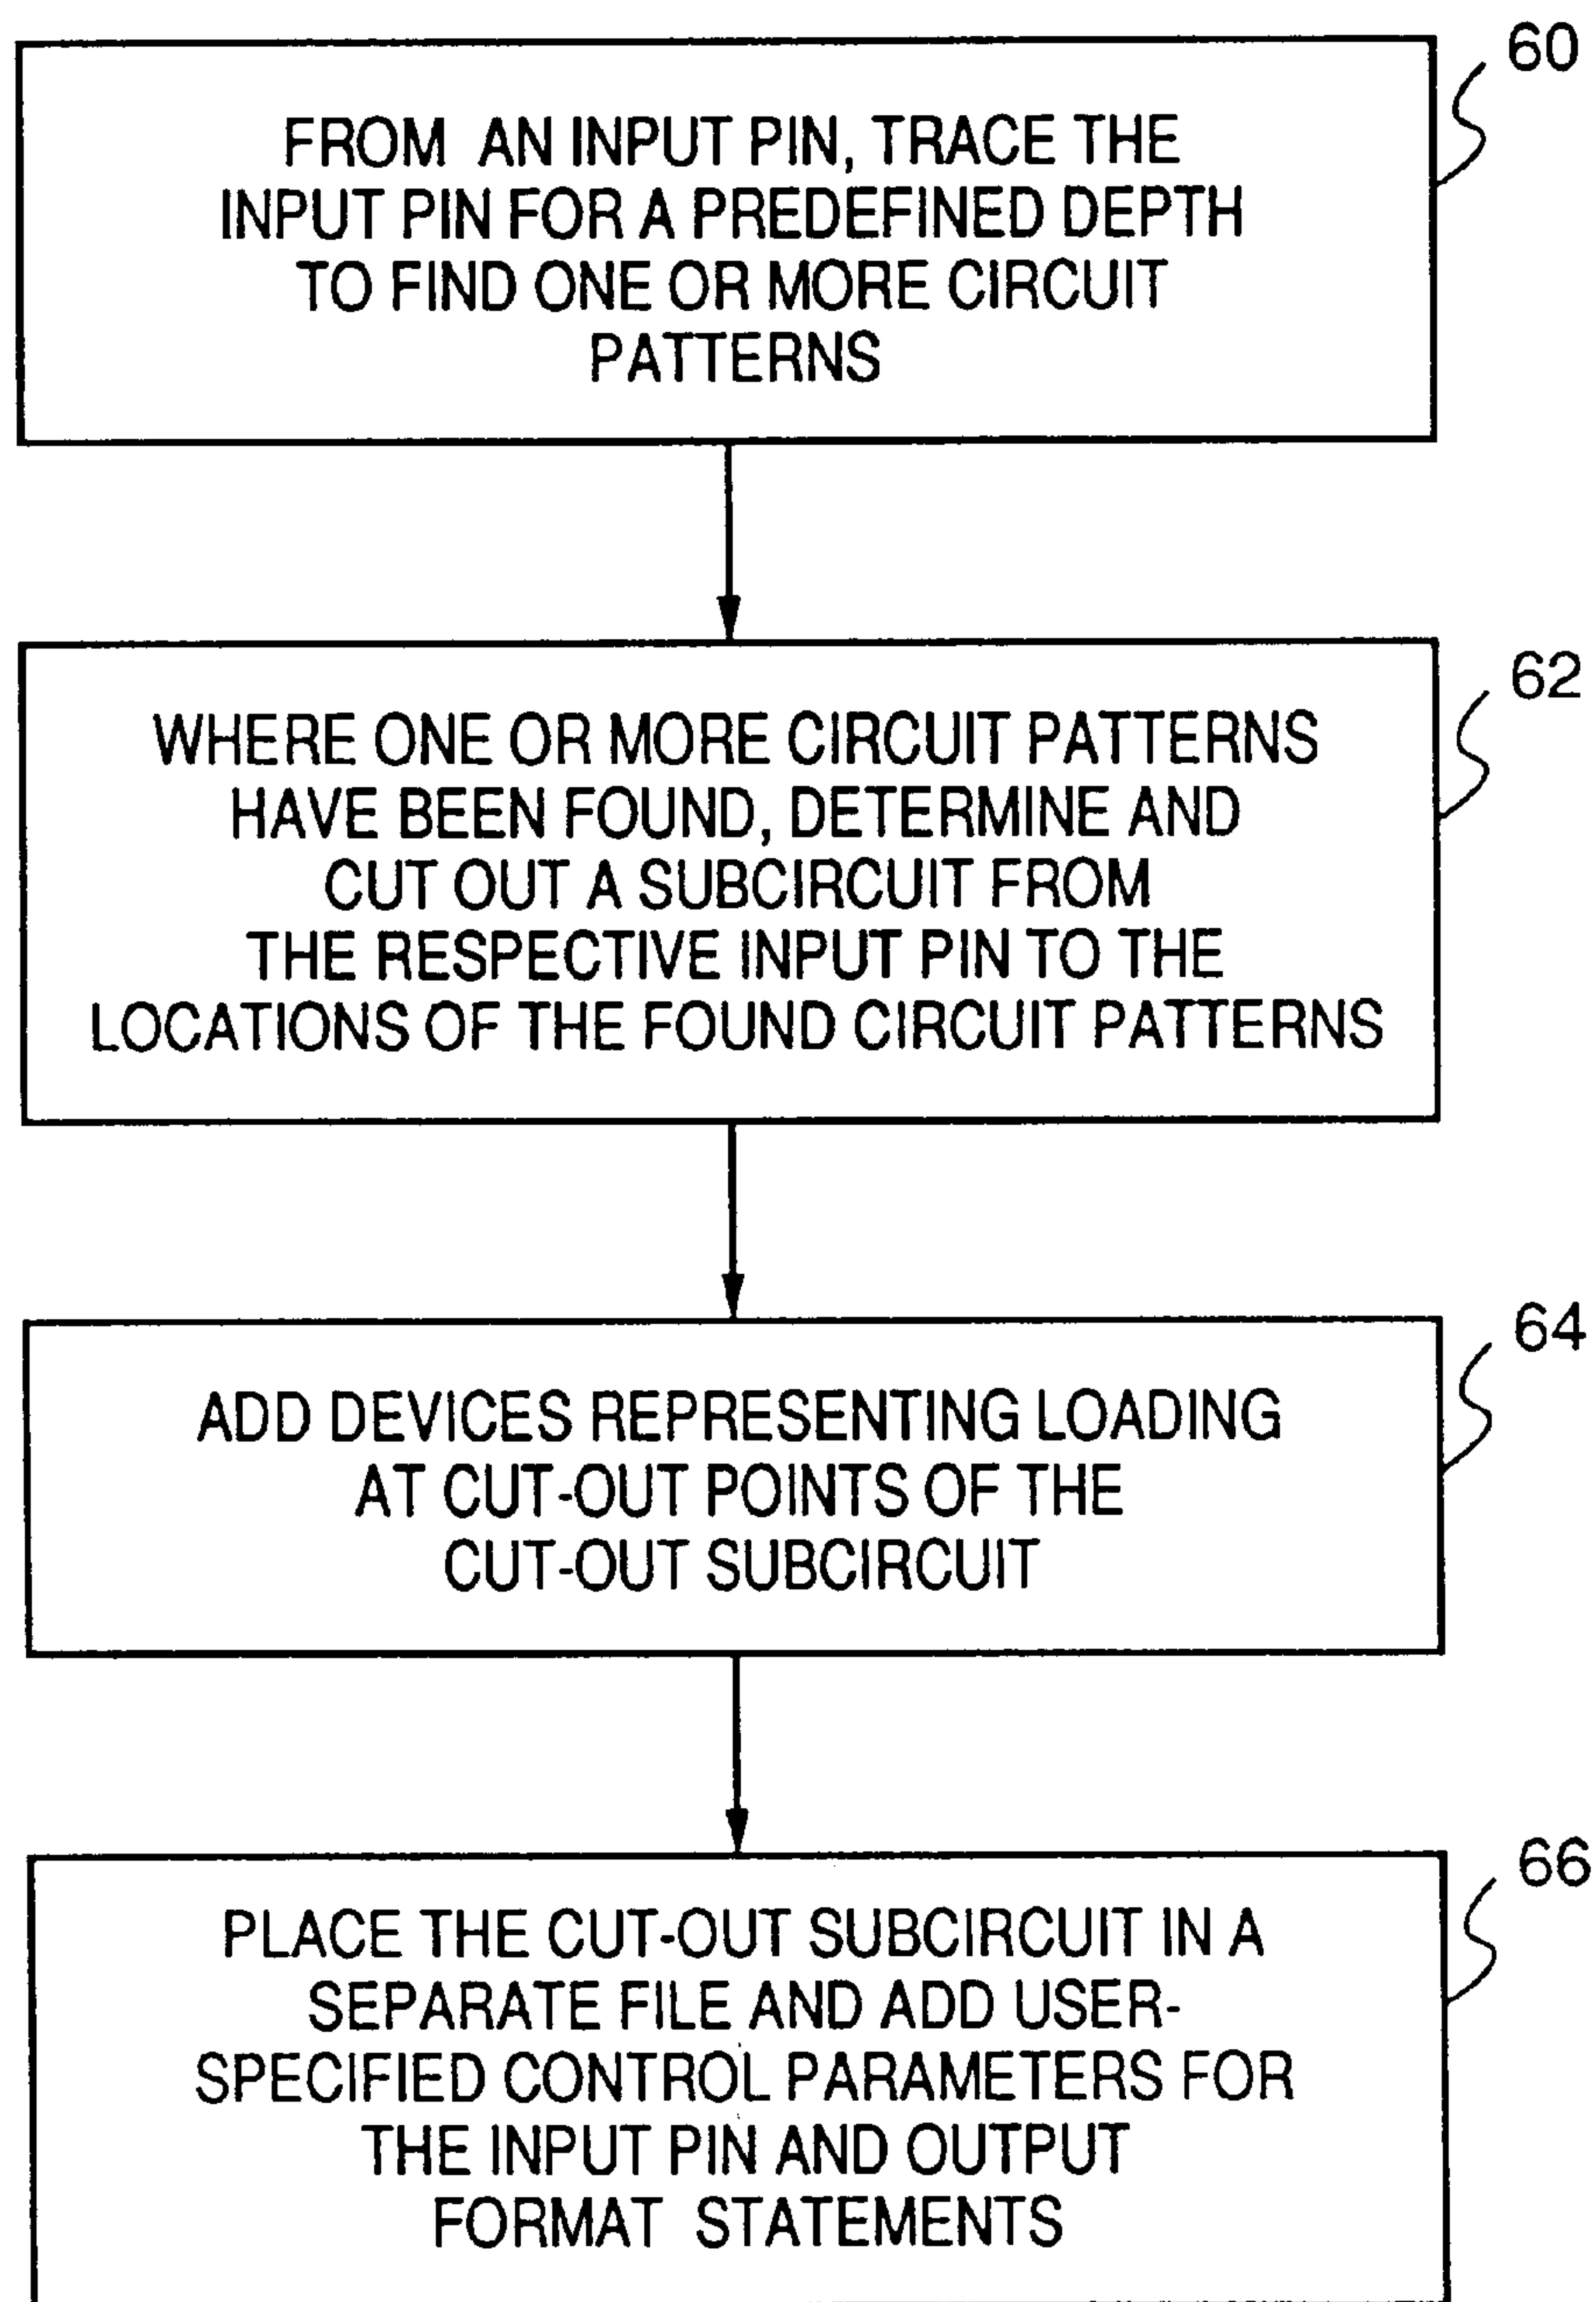 60
FROM AN INPUT PIN, TRACE THE
INPUT PIN FOR A PREDEFINED DEPTH
TO FIND ONE OR MORE CIRCUIT
PATTERNS
62
WHERE ONE OR MORE CIRCUIT PATTERNS
HAVE BEEN FOUND, DETERMINE AND
CUT OUT A SUBCIRCUIT FROM
THE RESPECTIVE INPUT PIN TO THE
LOCATIONS OF THE FOUND CIRCUIT PATTERNS
64
ADD DEVICES REPRESENTING LOADING
AT CUT-OUT POINTS OF THE
CUT-OUT SUBCIRCUIT
66
PLACE THE CUT-OUT SUBCIRCUIT IN A
SEPARATE FILE AND ADD USER-
SPECIFIED CONTROL PARAMETERS FOR
THE INPUT PIN AND OUTPUT
FORMAT STATEMENTS